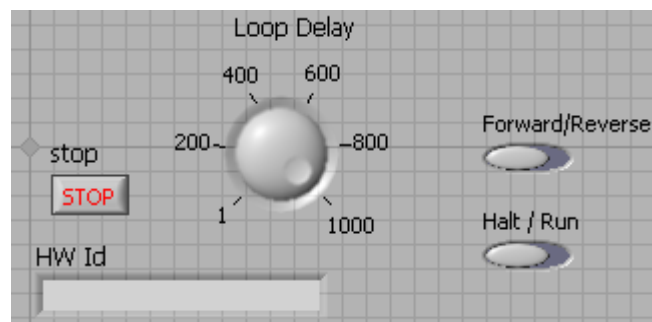 Loop Delay
400 600
200 800
1 1000
stop
STOP
HW Id
Forward/Reverse
Halt / Run